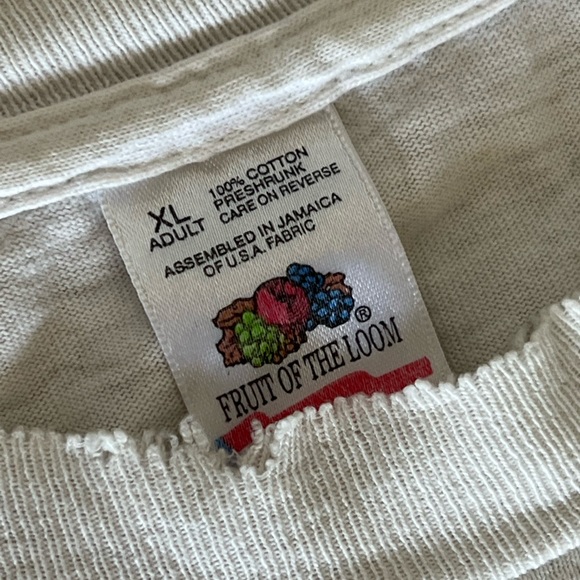 XL
ADULT
100% COTTON
PRESHRUNK
CARE ON REVERSE
ASSEMBLED IN JAMAICA
OF U.S.A. FABRIC
®
FRUIT OF THE LOOM